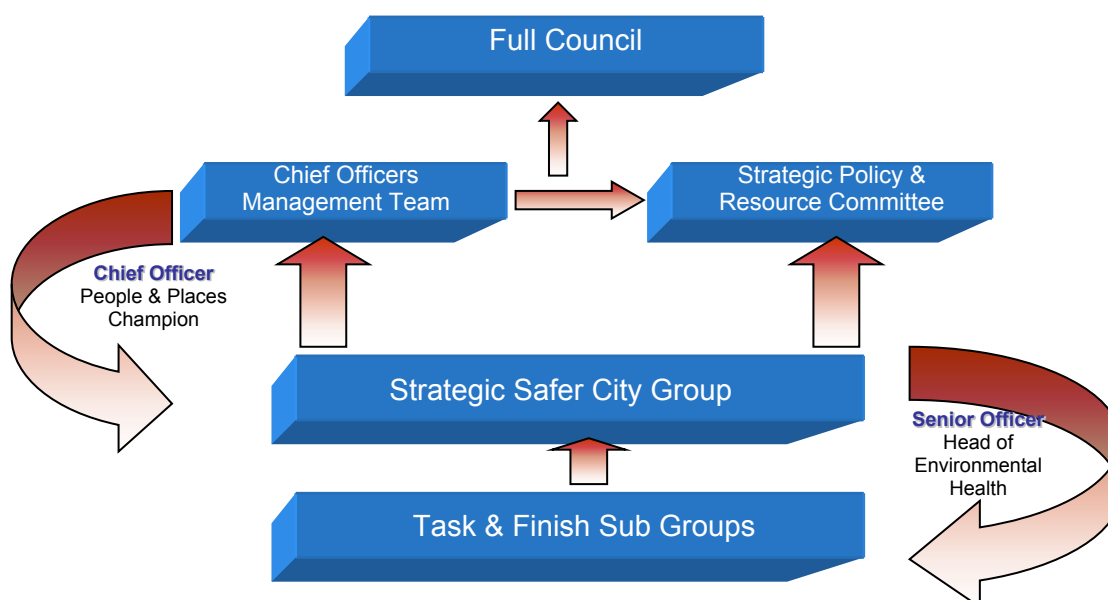 Full Council
Chief Officers
Management Team
Strategic Policy &
Resource Committee
Chief Officer
People & Places
Champion
Strategic Safer City Group
Senior Officer
Head of
Environmental
Health
Task & Finish Sub Groups